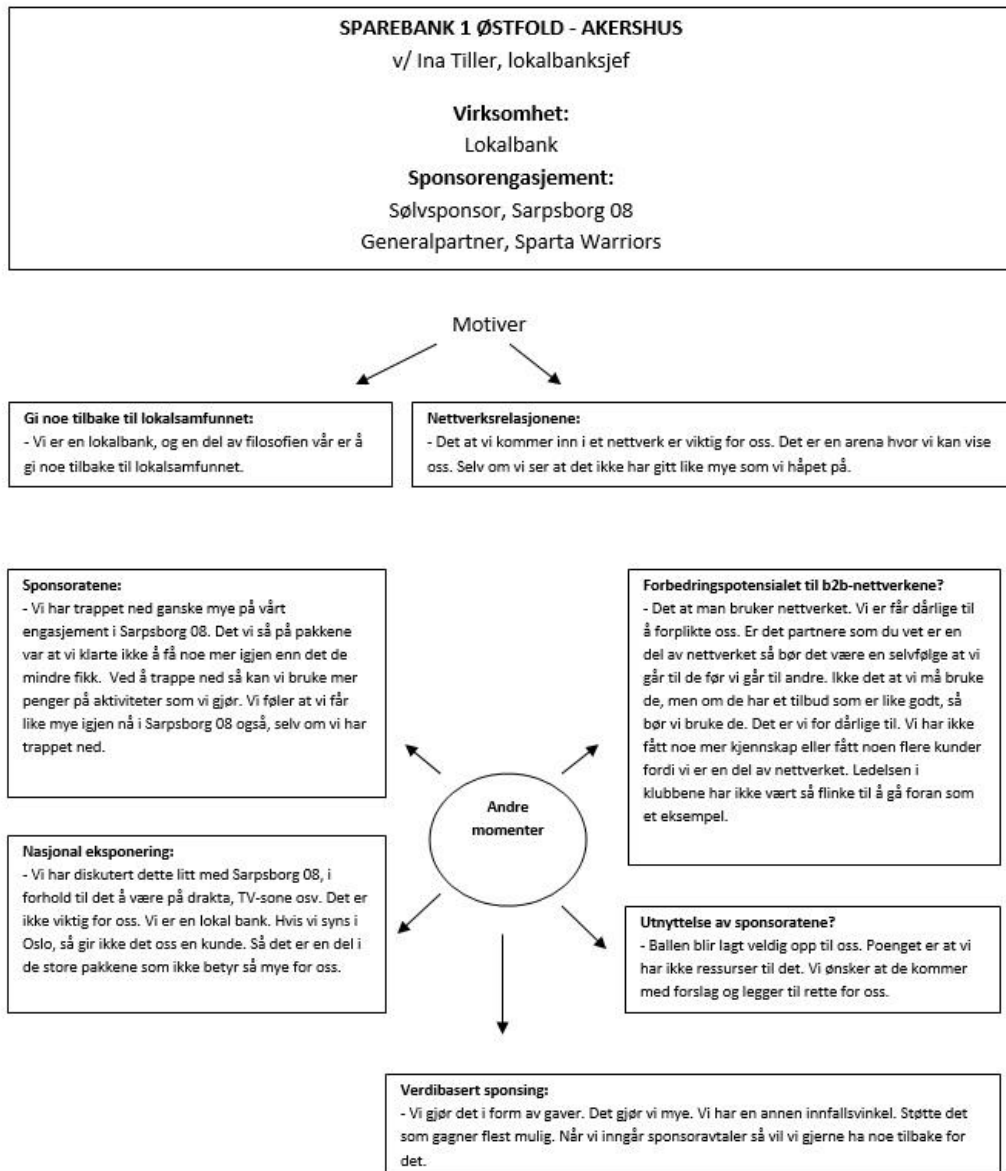 SPAREBANK 1 ØSTFOLD - AKERSHUS
v/ Ina Tiller, lokalbanksjef
Virksomhet:
Lokalbank
Sponsorengasjement:
Sølvsponsor, Sarpsborg 08
Generalpartner, Sparta Warriors
Motiver
Gi noe tilbake til lokalsamfunnet:
- Vi er en lokalbank, og en del av filosofien vår er å
gi noe tilbake til lokalsamfunnet.
Nettverksrelasjonene:
- Det at vi kommer inn i et nettverk er viktig for oss. Det er en arena hvor vi kan vise
oss. Selv om vi ser at det ikke har gitt like mye som vi håpet på.
Sponsoratene:
- Vi har trappet ned ganske mye på vårt
engasjement i Sarpsborg 08. Det vi så på pakkene
var at vi klarte ikke å få noe mer igjen enn det de
mindre fikk.  Ved å trappe ned så kan vi bruke mer
penger på aktiviteter som vi gjør. Vi føler at vi får
like mye igjen nå i Sarpsborg 08 også, selv om vi har
trappet ned.
Forbedringspotensialet til b2b-nettverkene?
- Det at man bruker nettverket. Vi er får dårlige til
å forplikte oss. Er det partnere som du vet er en
del av nettverket så bør det være en selvfølge at vi
går til de før vi går til andre. Ikke det at vi må bruke
de, men om de har et tilbud som er like godt, så
bør vi bruke de. Det er vi for dårlige til. Vi har ikke
fått noe mer kjennskap eller fått noen flere kunder
fordi vi er en del av nettverket. Ledelsen i
klubbene har ikke vært så flinke til å gå foran som
et eksempel.
Andre
momenter
Nasjonal eksponering:
- Vi har diskutert dette litt med Sarpsborg 08, i
forhold til det å være på drakta, TV-sone osv. Det er
ikke viktig for oss. Vi er en lokal bank. Hvis vi syns i
Oslo, så gir ikke det oss en kunde. Så det er en del i
de store pakkene som ikke betyr så mye for oss.
Utnyttelse av sponsoratene?
- Ballen blir lagt veldig opp til oss. Poenget er at vi
har ikke ressurser til det. Vi ønsker at de kommer
med forslag og legger til rette for oss.
Verdibasert sponsing:
- Vi gjør det i form av gaver. Det gjør vi mye. Vi har en annen innfallsvinkel. Støtte det
som gagner flest mulig. Når vi inngår sponsoravtaler så vil vi gjerne ha noe tilbake for
det.